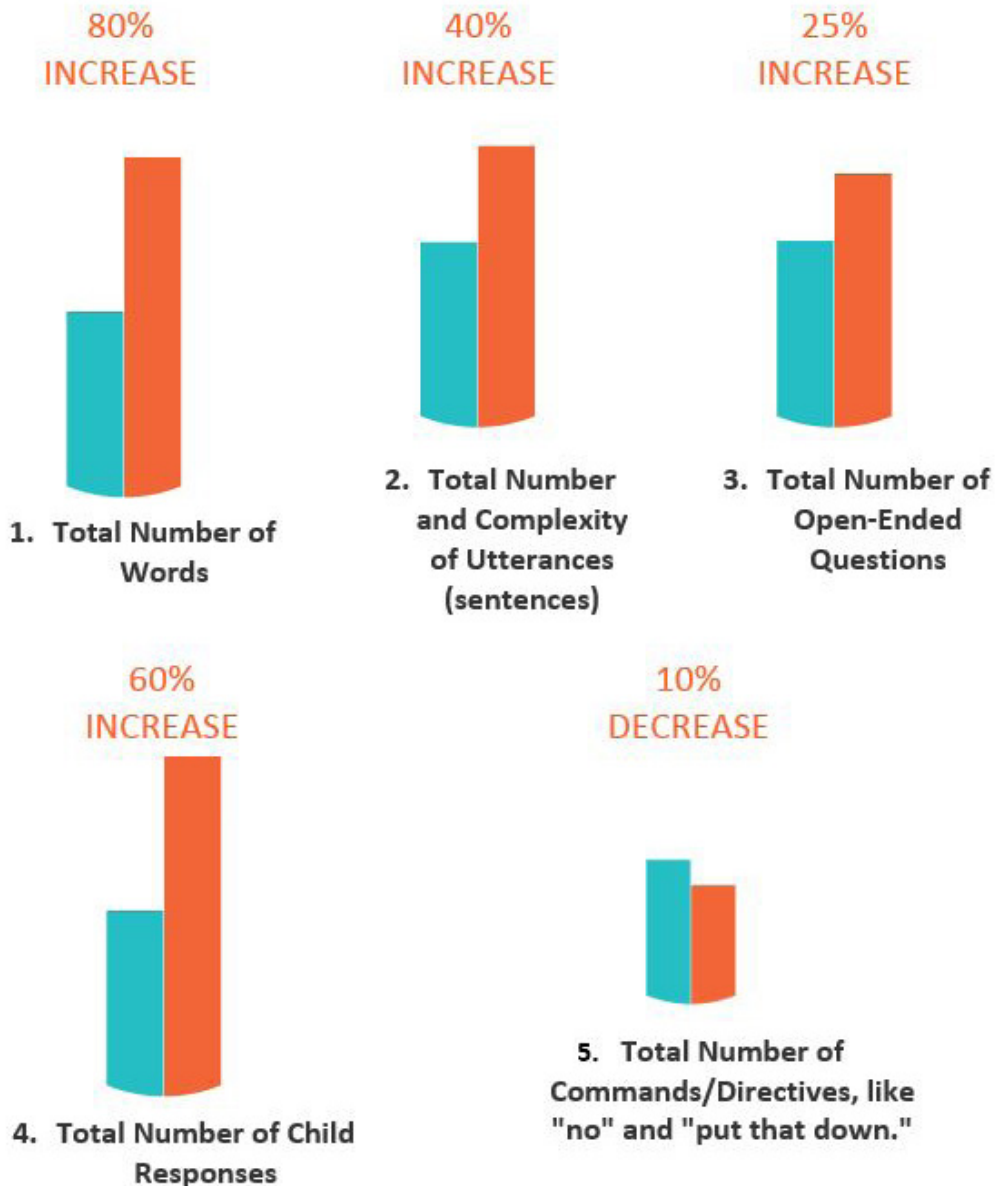 80%
INCREASE
40%
INCREASE
25%
INCREASE
1. Total Number of
Words
2. Total Number
and Complexity
of Utterances
(sentences)
3. Total Number of
Open-Ended
Questions
60%
INCREASE
10%
DECREASE
4. Total Number of Child
Responses
5. Total Number of
Commands/Directives, like
"no" and "put that down."